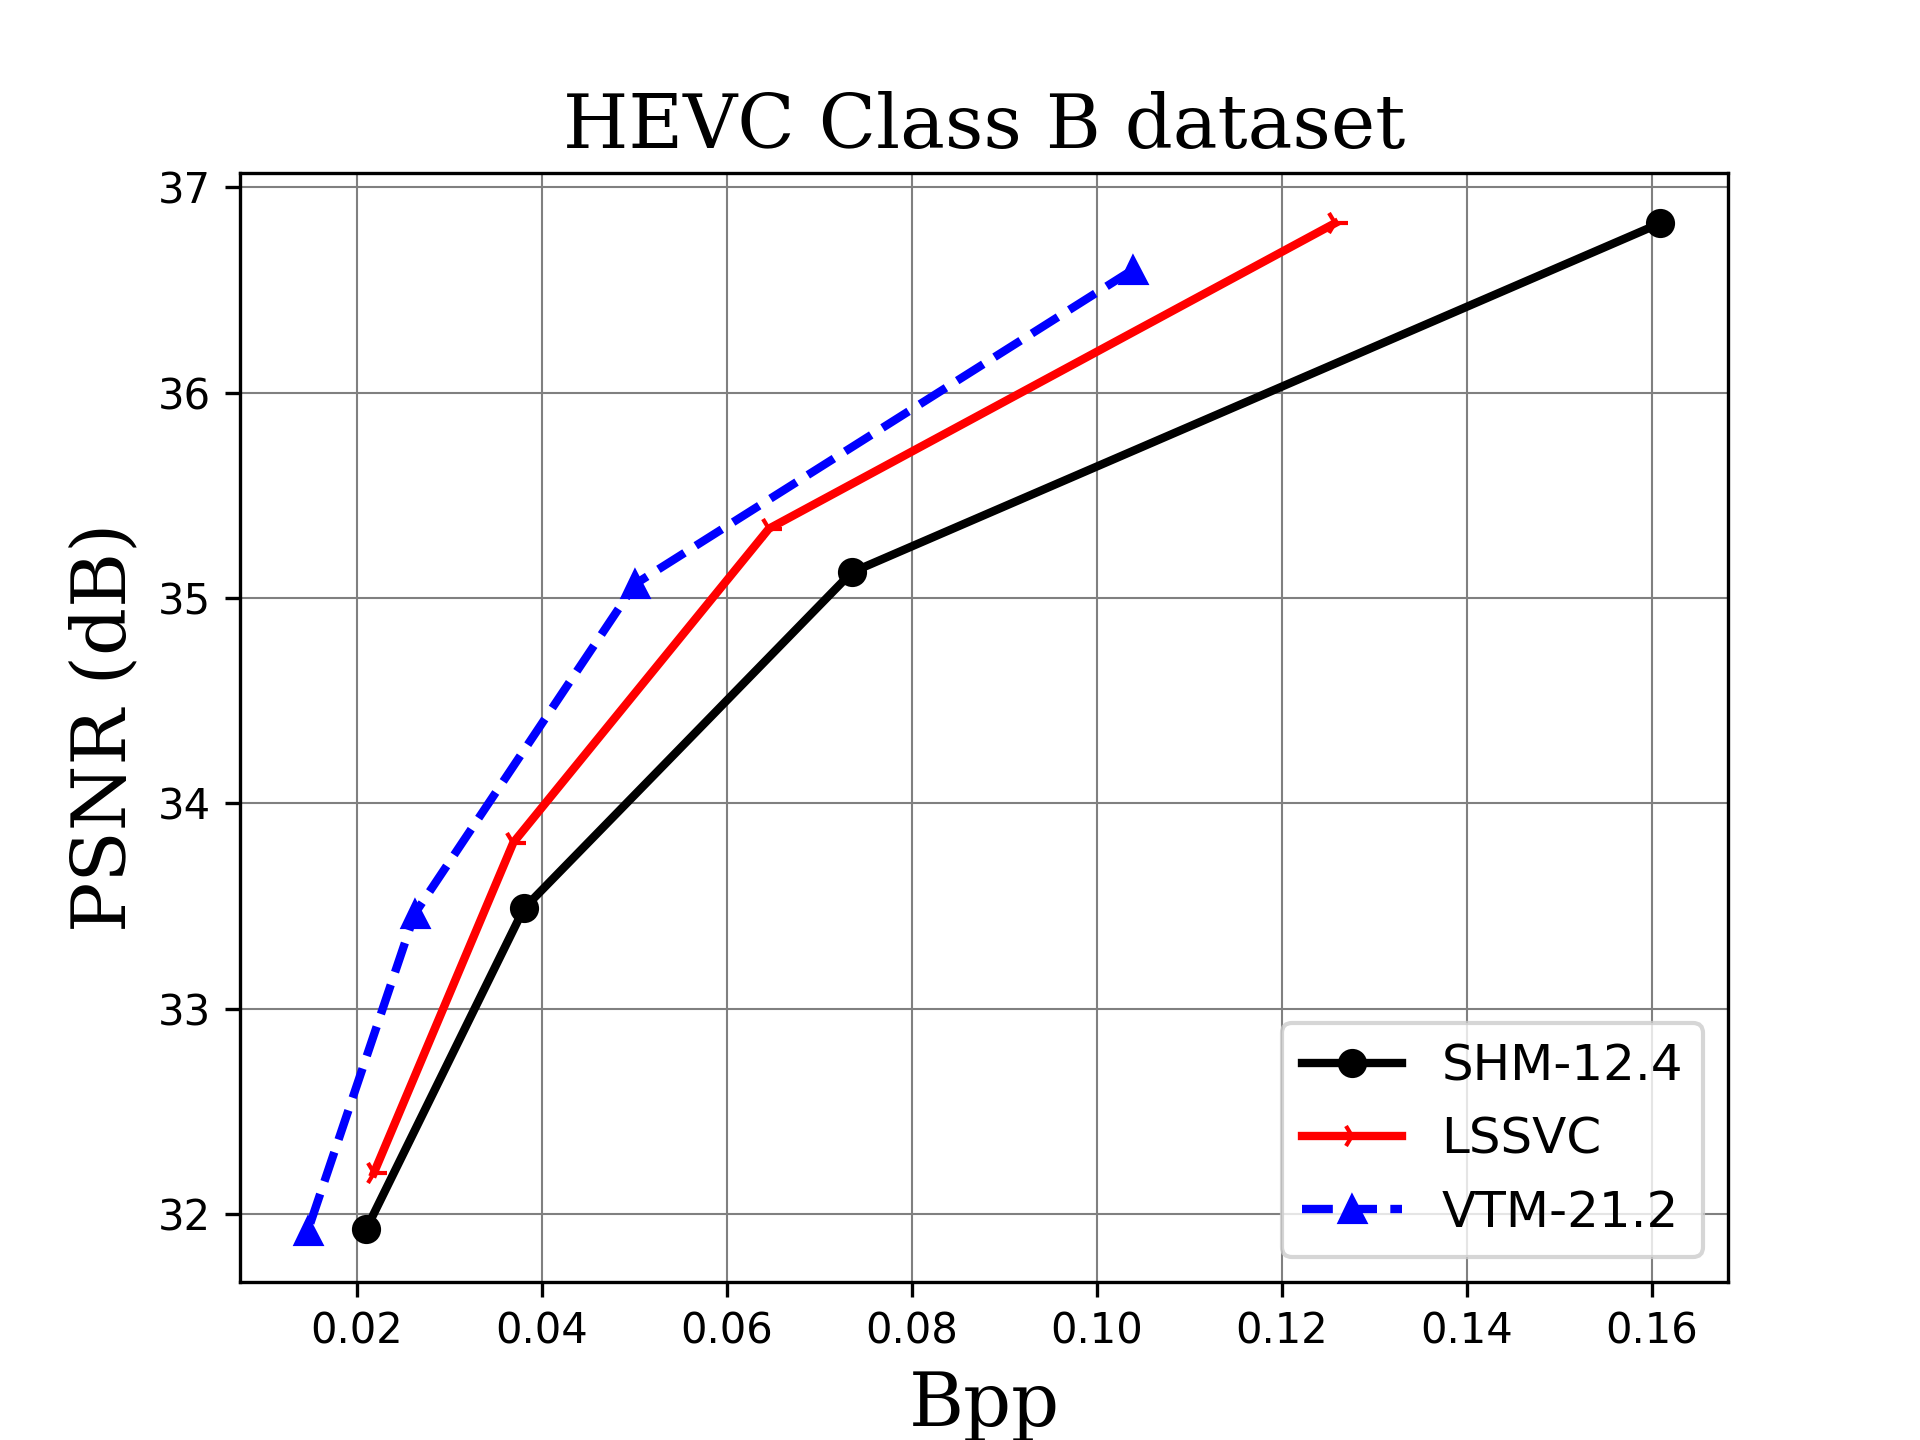 HEVC Class B dataset
37
36
35
34
33
32
PSNR (dB)
SHM-12.4
LSSVC
VTM-21.2
0.02 0.04 0.06 0.08 0.10 0.12 0.14 0.16
Bpp